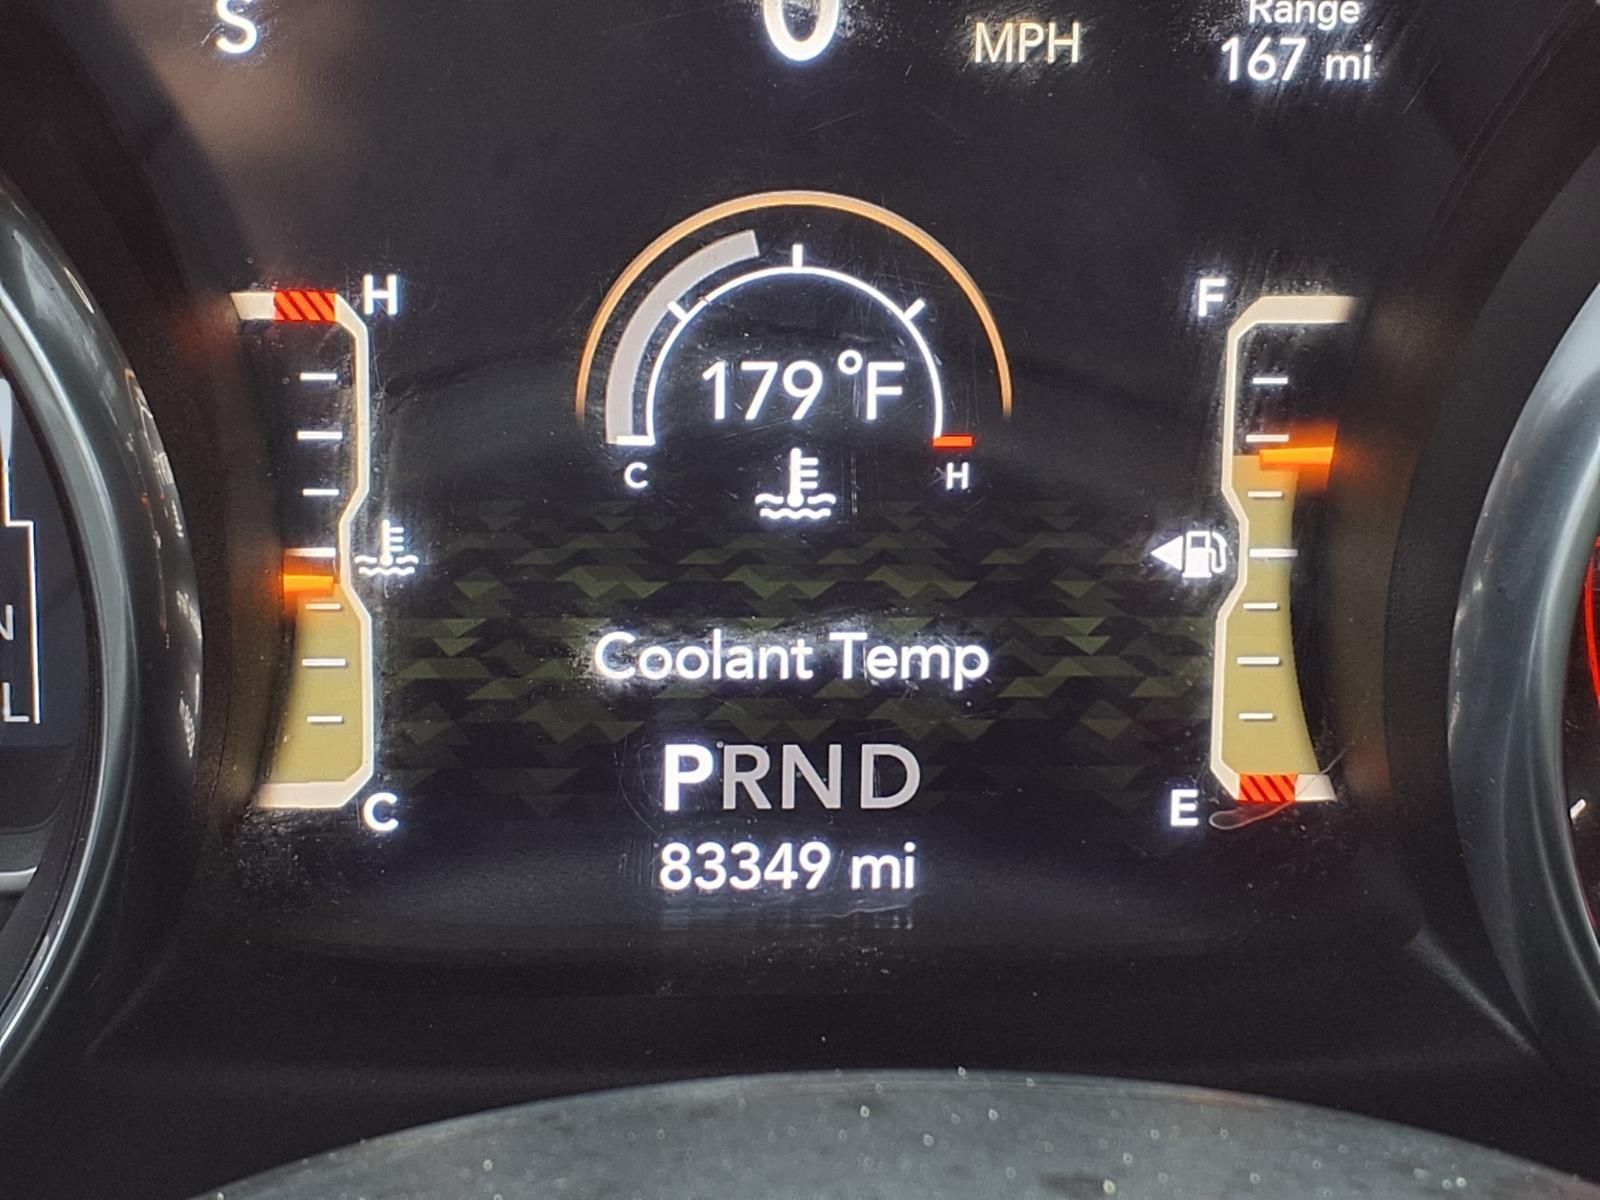 S
0 MPH
Range
167 mi
H
F
179 °F
C H
Coolant Temp
PRND
C
E
83349 mi
N
L